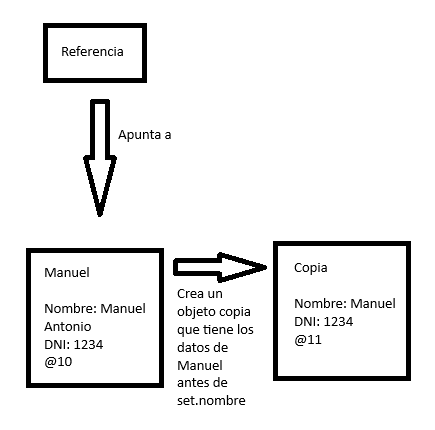 Referencia
Apunta a
Manuel
Nombre: Manuel
Antonio
DNI: 1234
@10
Crea un
objeto copia
que tiene los
datos de
Manuel
antes de
set.nombre
Copia
Nombre: Manuel
DNI: 1234
@11